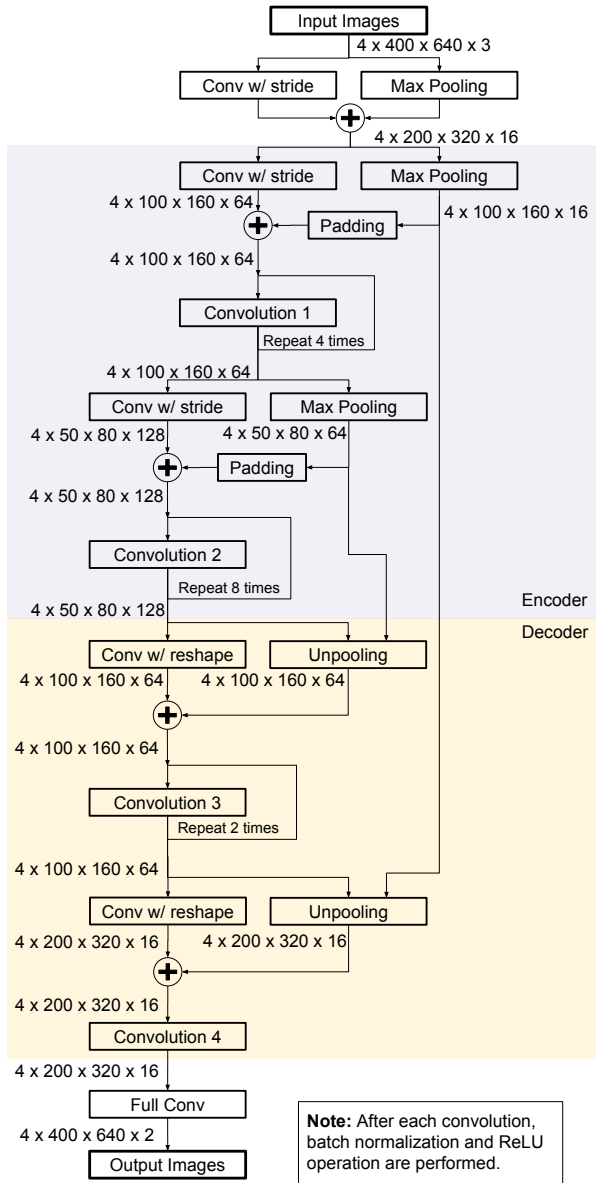 Input Images
4 x 400 x 640 x 3
Conv w/ stride
Max Pooling
4 x 200 x 320 x 16
Conv w/ stride
Max Pooling
4 x 100 x 160 x 64
4 x 100 x 160 x 16
Padding
4 x 100 x 160 x 64
Convolution 1
Repeat 4 times
4 x 100 x 160 x 64
Conv w/ stride
Max Pooling
4 x 50 x 80 x 128
4 x 50 x 80 x 64
Padding
4 x 50 x 80 x 128
Convolution 2
Repeat 8 times
4 x 50 x 80 x 128
Encoder
Decoder
Conv w/ reshape
Unpooling
4 x 100 x 160 x 64
4 x 100 x 160 x 64
4 x 100 x 160 x 64
Convolution 3
Repeat 2 times
4 x 100 x 160 x 64
Conv w/ reshape
Unpooling
4 x 200 x 320 x 16
4 x 200 x 320 x 16
4 x 200 x 320 x 16
Convolution 4
4 x 200 x 320 x 16
Full Conv
4 x 400 x 640 x 2
Output Images
Note: After each convolution,
batch normalization and ReLU
operation are performed.